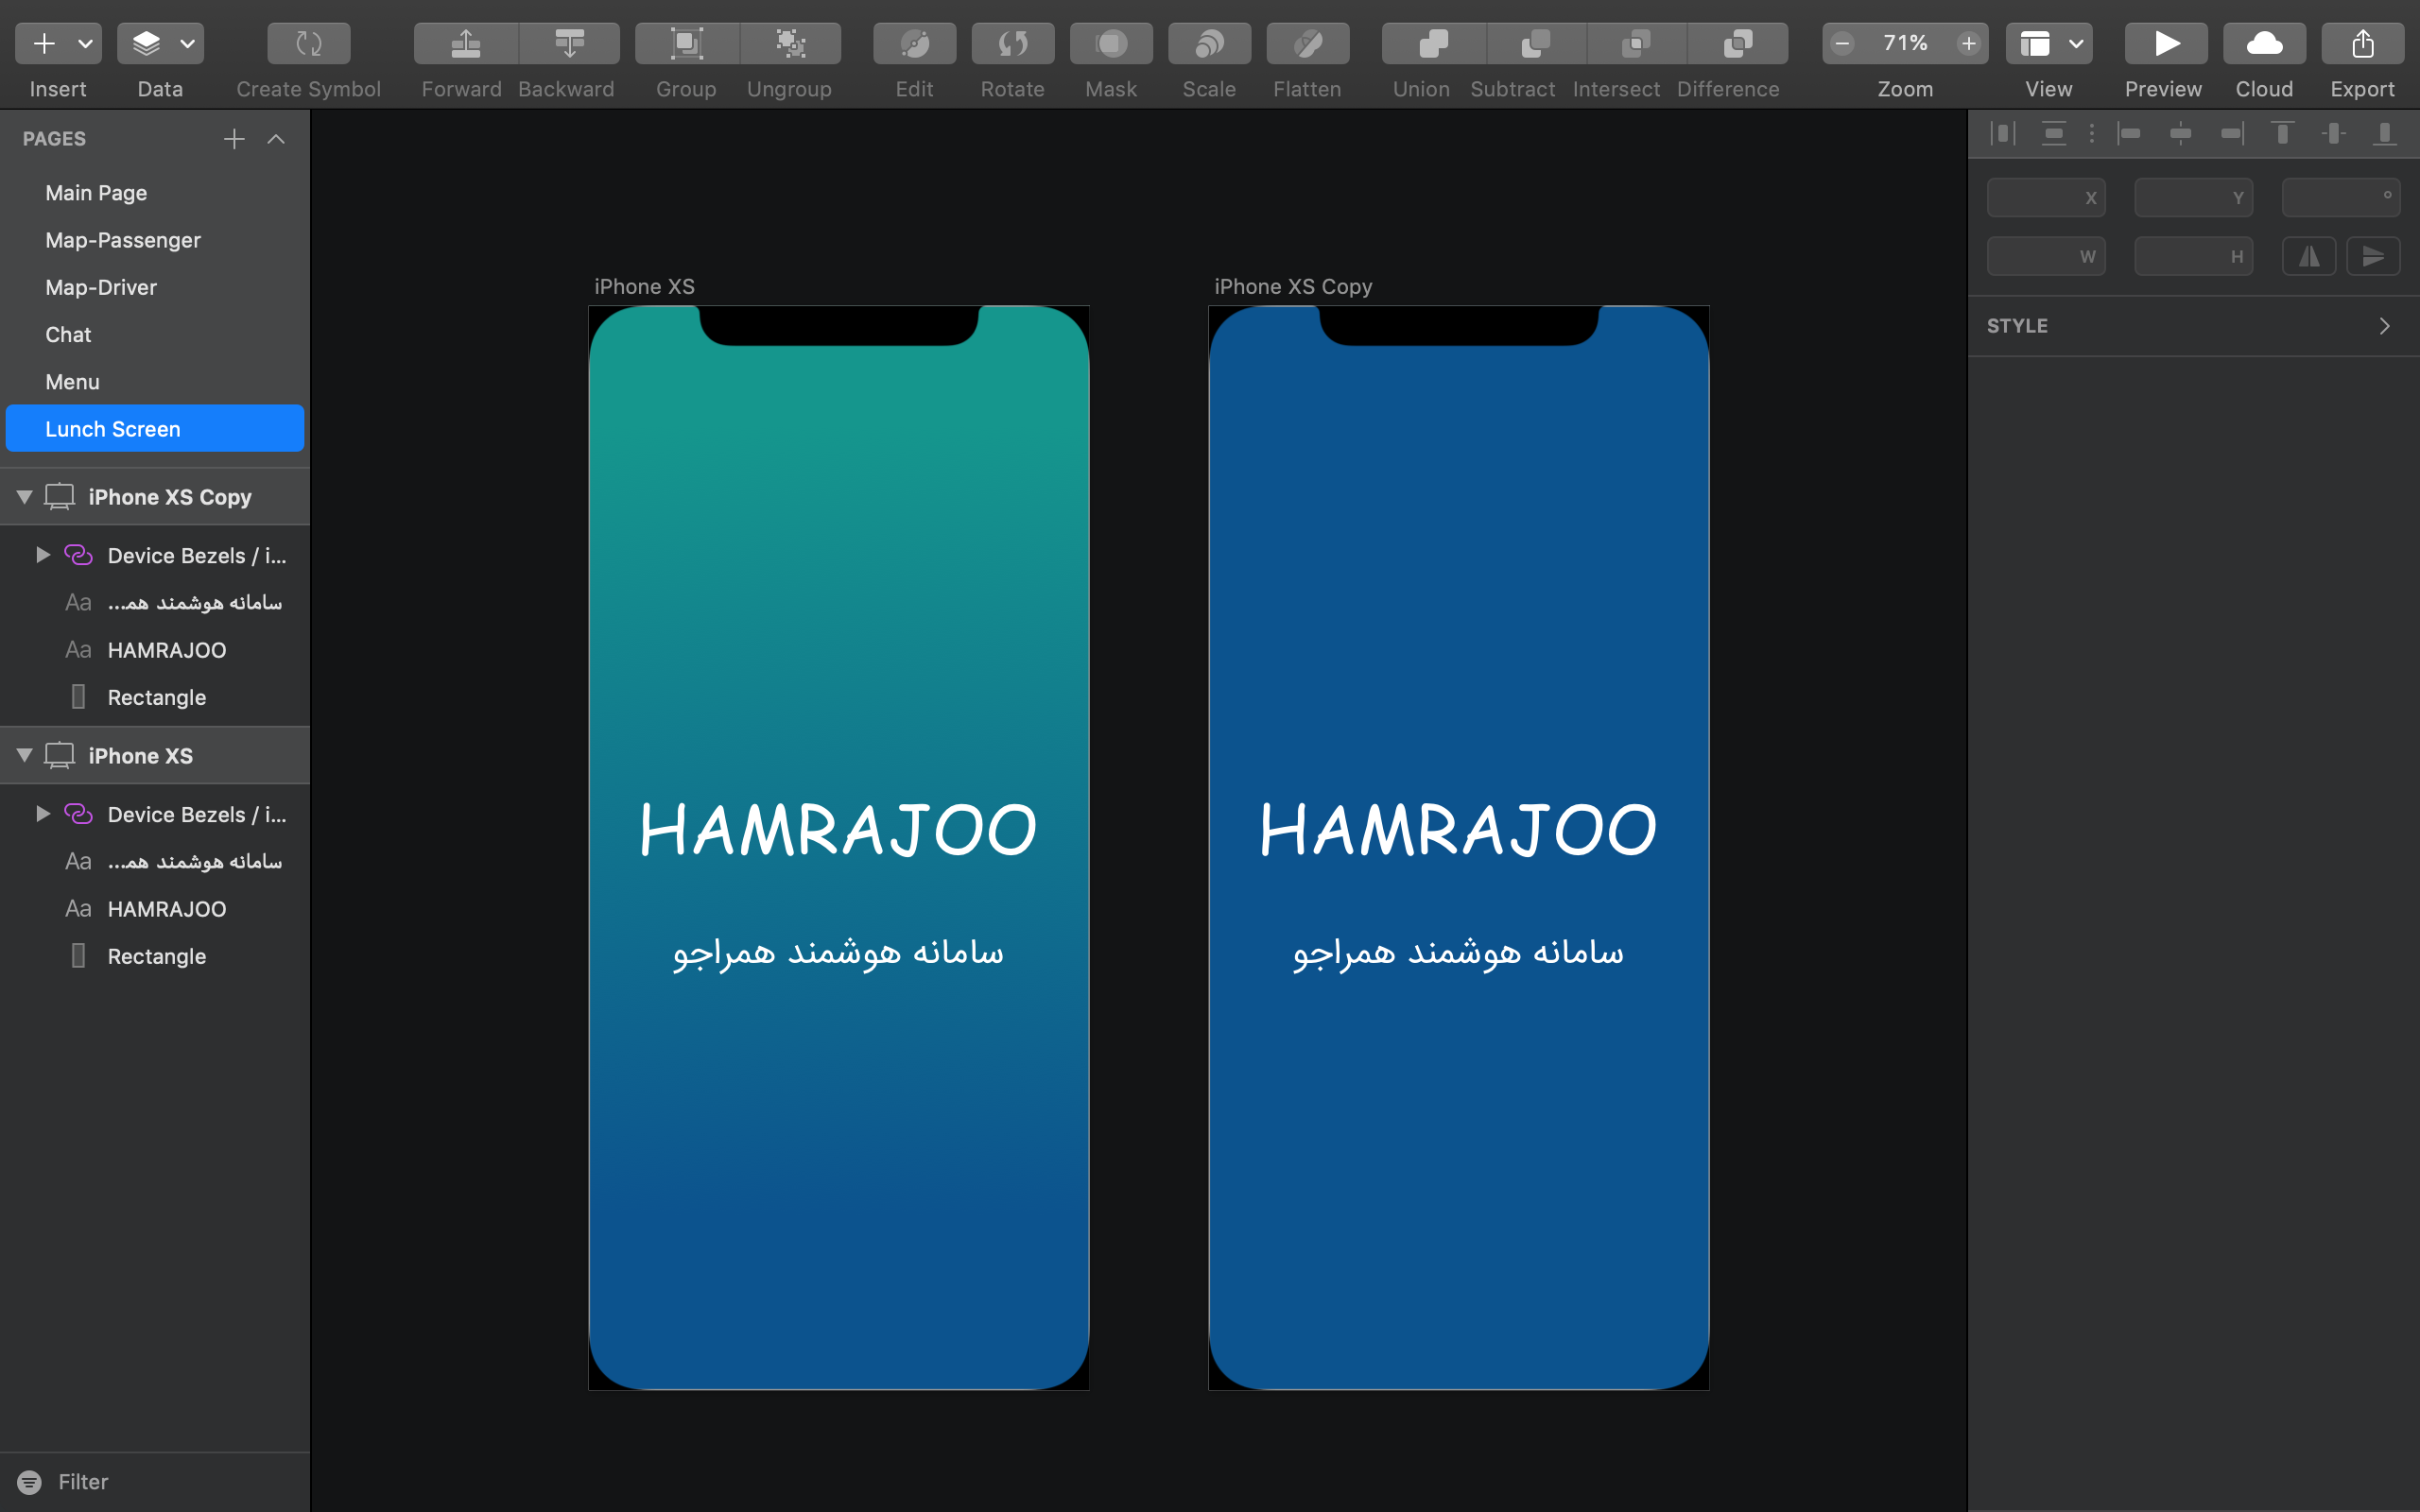 71%
Insert
Data
Create Symbol
Forward
Backward
Group
Ungroup
Edit
Rotate
Mask
Scale
Flatten
Union
Subtract
Intersect
Difference
Zoom
View
Preview
Cloud
Export
PAGES
Main Page
Map-Passenger
Map-Driver
Chat
Menu
Lunch Screen
iPhone XS Copy
Device Bezels / i...
سامانه هوشمند هم...
Aa
HAMRAJOO
Aa
Rectangle
iPhone XS
Device Bezels / i...
سامانه هوشمند هم...
Aa
HAMRAJOO
Aa
Rectangle
Filter
iPhone XS
HAMRAJOO
سامانه هوشمند همراجو
iPhone XS Copy
HAMRAJOO
سامانه هوشمند همراجو
X
Y
°
W
H
STYLE